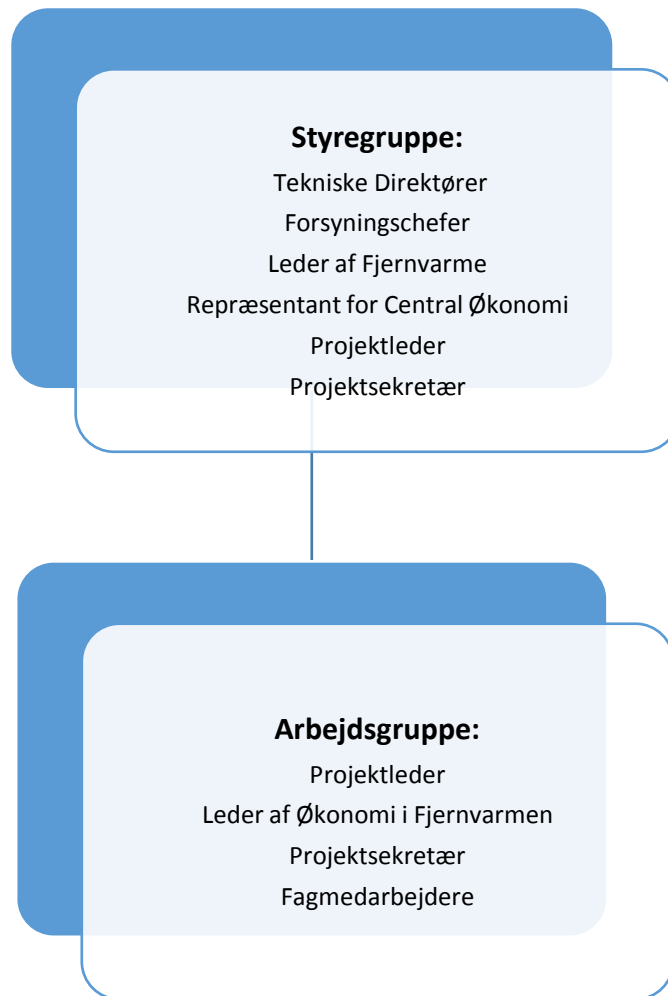 Styregruppe:
Tekniske Direktører
Forsyningschefer
Leder af Fjernvarme
Repræsentant for Central Økonomi
Projektleder
Projektsekretær
Arbejdsgruppe:
Projektleder
Leder af Økonomi i Fjernvarmen
Projektsekretær
Fagmedarbejdere